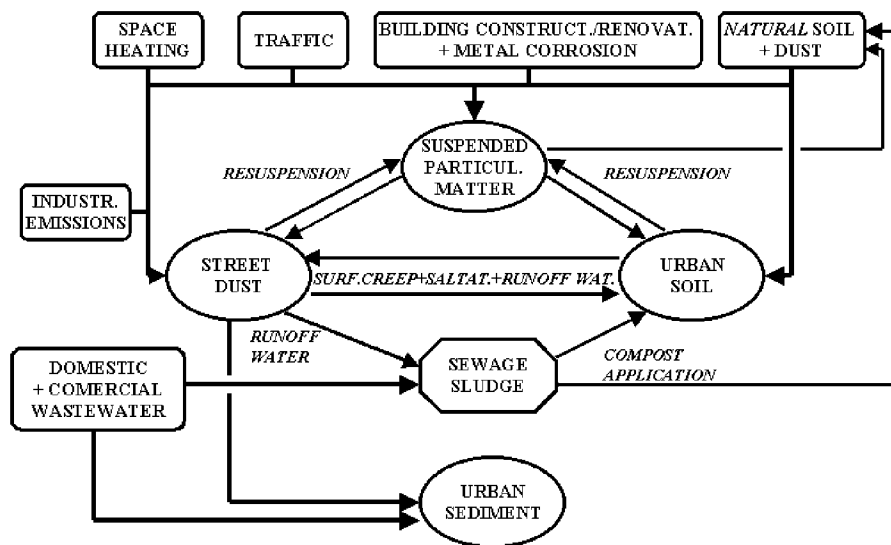 SPACE
HEATING
TRAFFIC
BUILDING CONSTRUCT./RENOVAT.
+ METAL CORROSION
NATURAL SOIL
+ DUST
SUSPENDED
PARTICUL.
MATTER
RESUSPENSION
RESUSPENSION
INDUSTR.
EMISSIONS
STREET
DUST
SURF.CREEP+SALTAT.+RUNOFF WAT.
URBAN
SOIL
RUNOFF
WATER
DOMESTIC
+ COMERCIAL
WASTEWATER
SEWAGE
SLUDGE
COMPOST
APPLICATION
URBAN
SEDIMENT